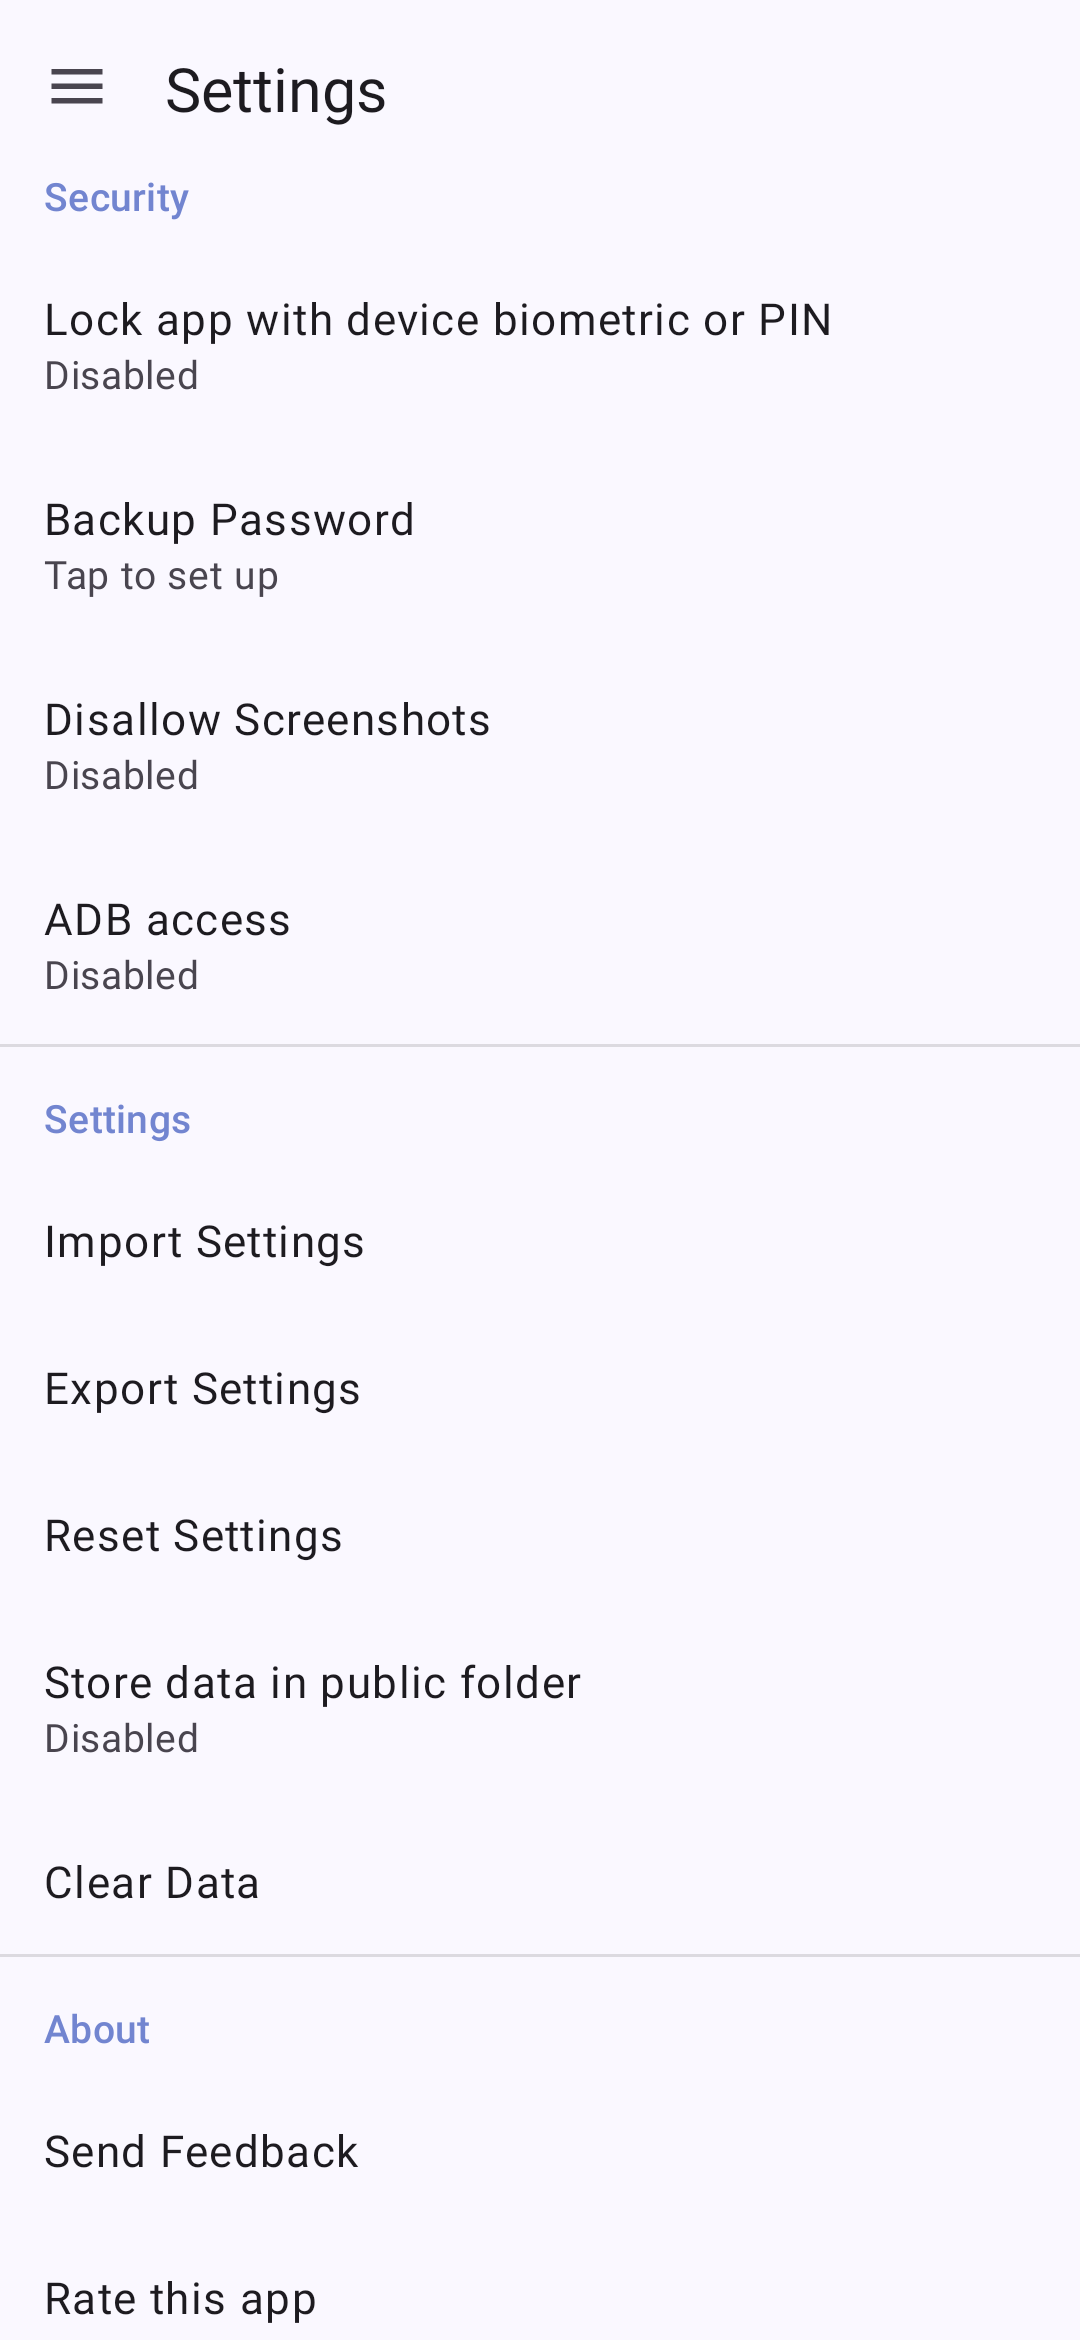 Settings
Security
Lock app with device biometric or PIN
Disabled
Backup Password
Tap to set up
Disallow Screenshots
Disabled
ADB access
Disabled
Settings
Import Settings
Export Settings
Reset Settings
Store data in public folder
Disabled
Clear Data
About
Send Feedback
Rate this app